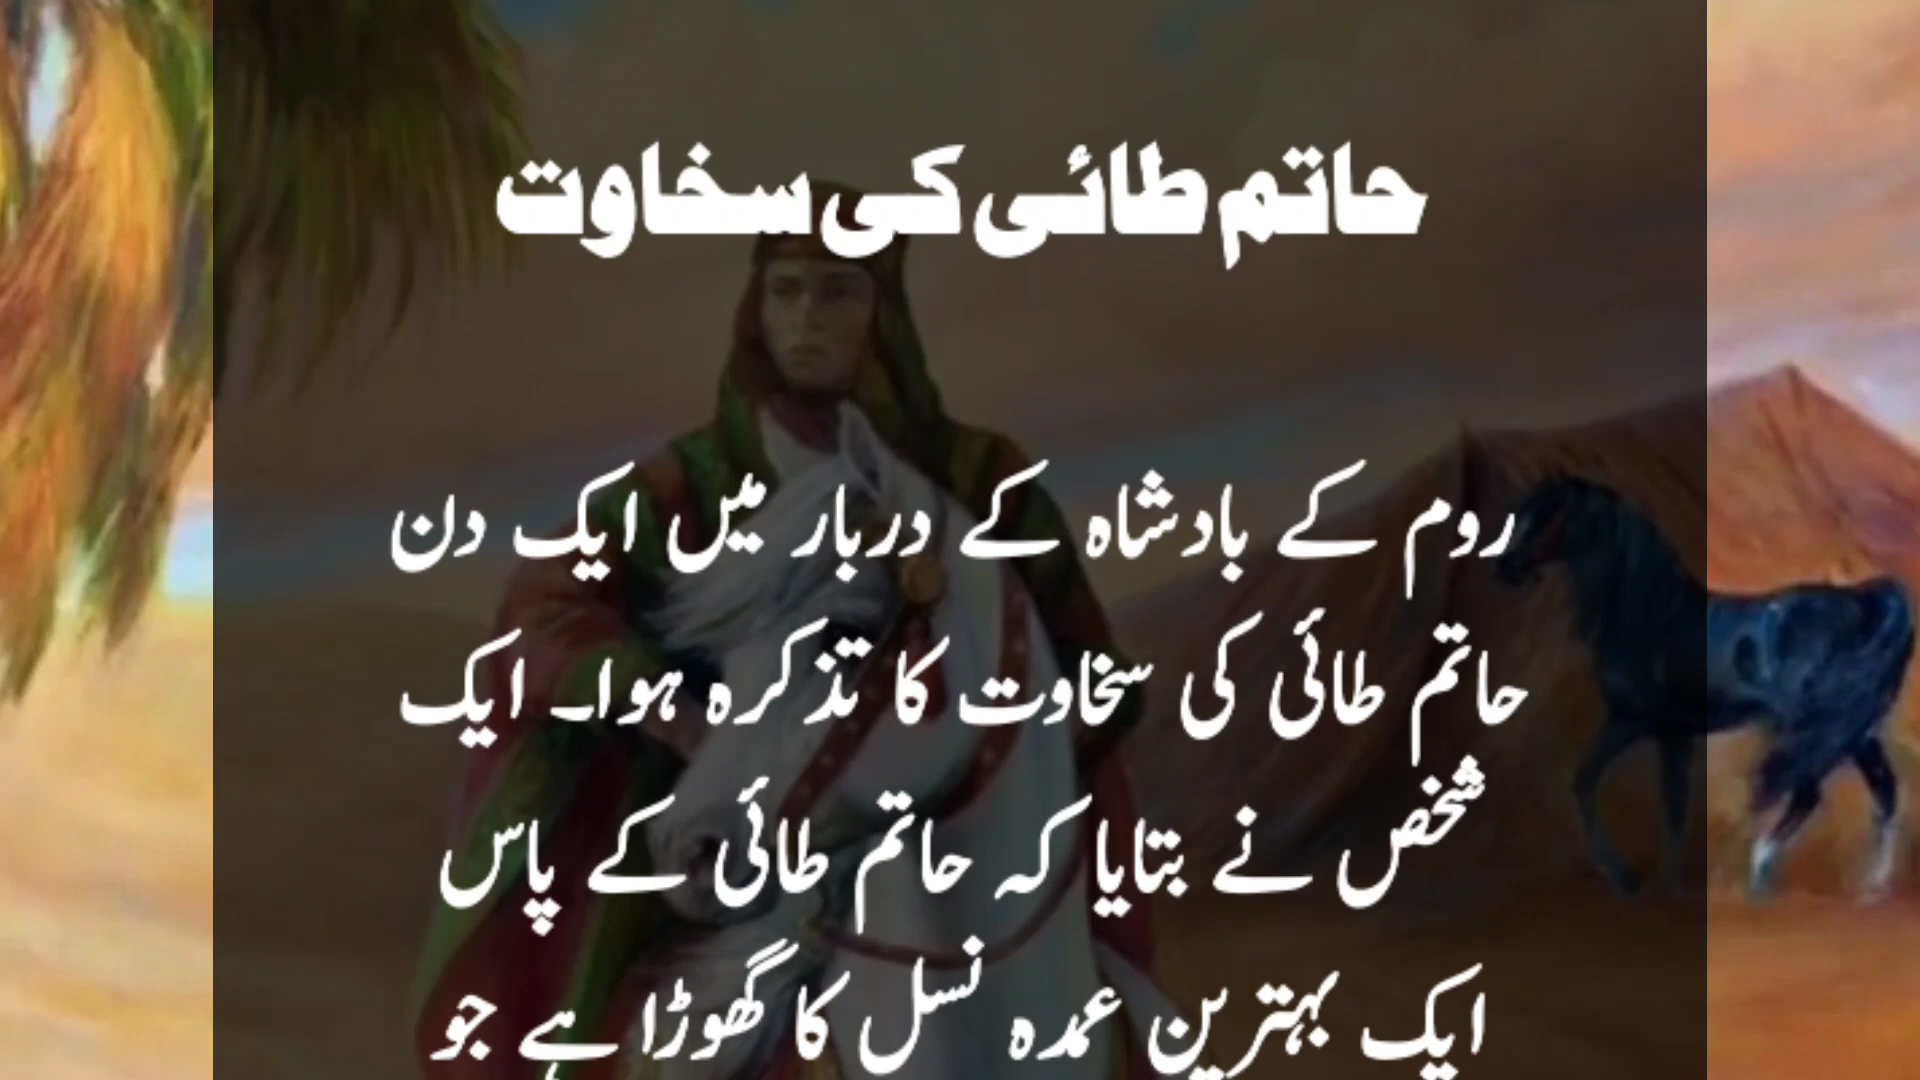 حاتم طائی کی سخاوت
روم کے بادشاہ کے دربار میں ایک دن
حاتم طائی کی سخاوت کا تذکرہ ہوا۔ ایک
شخص نے بتایا کہ حاتم طائی کے پاس
ایک بہترین عمدہ نسل کا گھوڑا ہے جو